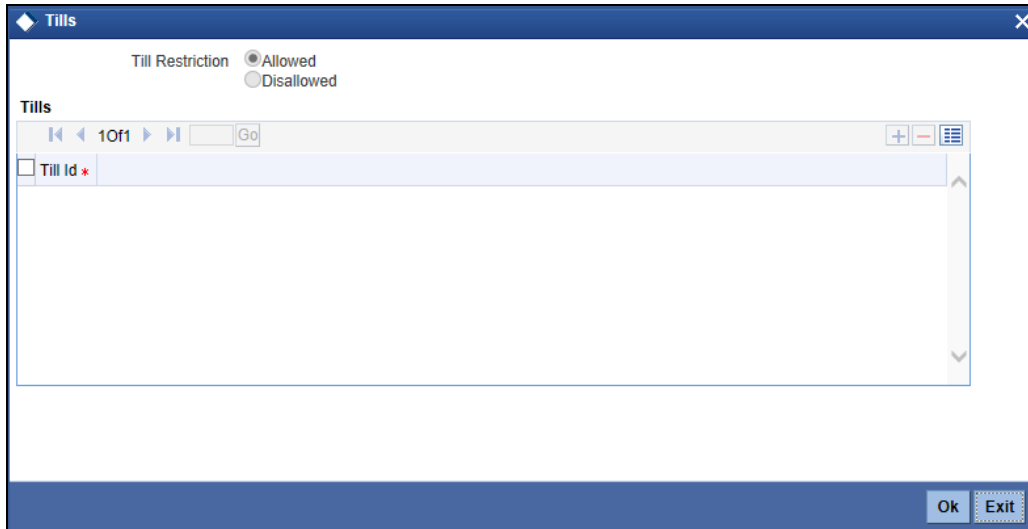 Tills
Till Restriction Allowed
Disallowed
Tills
1Of1 Go
Till Id *
Ok Exit